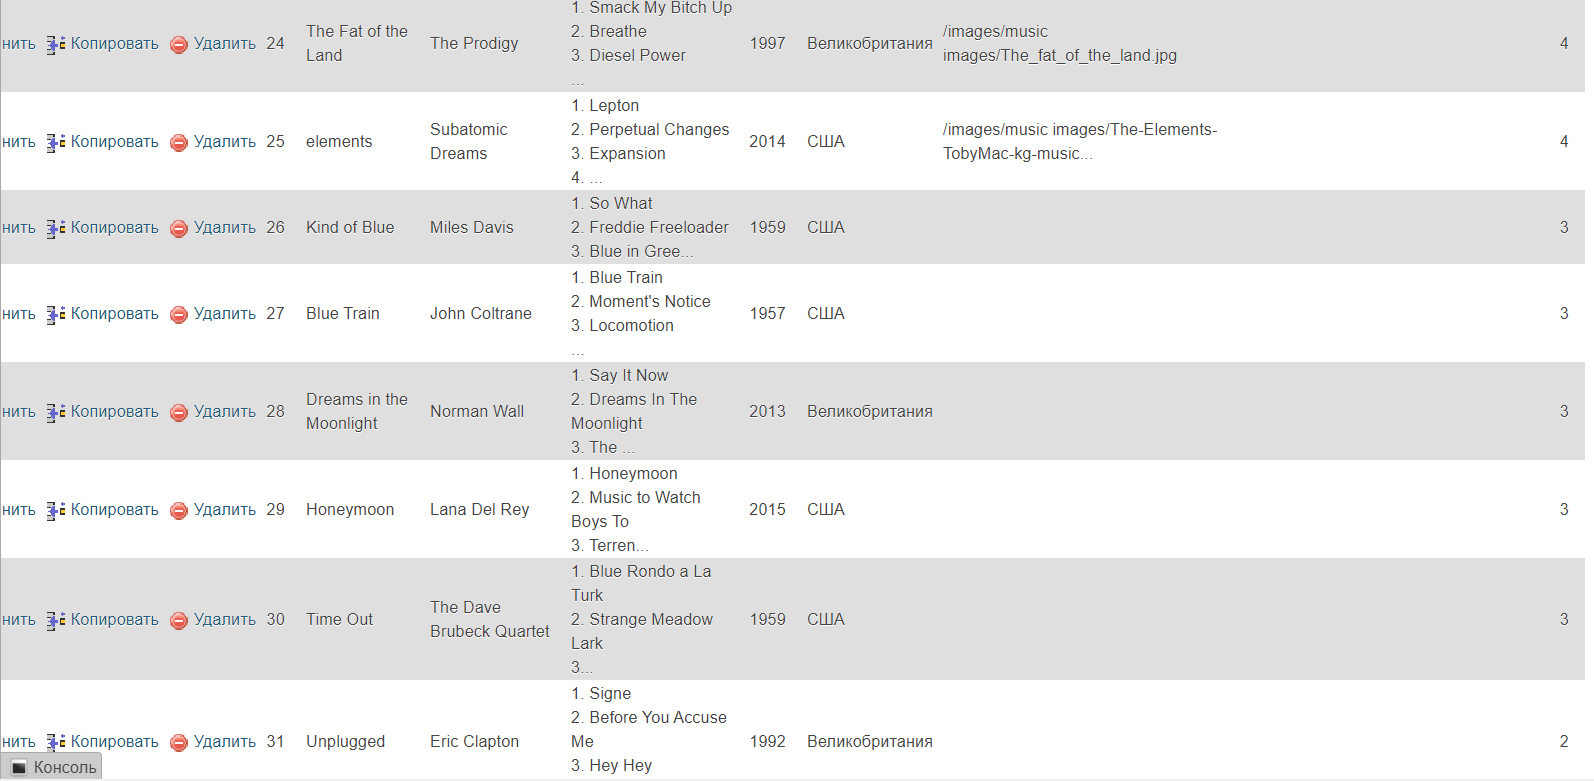 1. Smack My Bitch Up
нить Копировать Удалить 24 The Fat of the Land The Prodigy 2. Breathe 1997 Великобритания /images/music images/The_fat_of_the_land.jpg 4
3. Diesel Power
...
1. Lepton
нить Копировать Удалить 25 elements Subatomic Dreams 2. Perpetual Changes 2014 США /images/music images/The-Elements-TobyMac-kg-music... 4
3. Expansion
4. ...
1. So What
нить Копировать Удалить 26 Kind of Blue Miles Davis 2. Freddie Freeloader 1959 США 3
3. Blue in Gree...
1. Blue Train
нить Копировать Удалить 27 Blue Train John Coltrane 2. Moment's Notice 1957 США 3
3. Locomotion
...
1. Say It Now
нить Копировать Удалить 28 Dreams in the Moonlight Norman Wall 2. Dreams In The Moonlight 2013 Великобритания 3
3. The ...
1. Honeymoon
нить Копировать Удалить 29 Honeymoon Lana Del Rey 2. Music to Watch Boys To 2015 США 3
3. Terren...
1. Blue Rondo a La Turk
нить Копировать Удалить 30 Time Out The Dave Brubeck Quartet 2. Strange Meadow Lark 1959 США 3
3...
1. Signe
нить Копировать Удалить 31 Unplugged Eric Clapton 2. Before You Accuse Me 1992 Великобритания 2
3. Hey Hey
Консоль